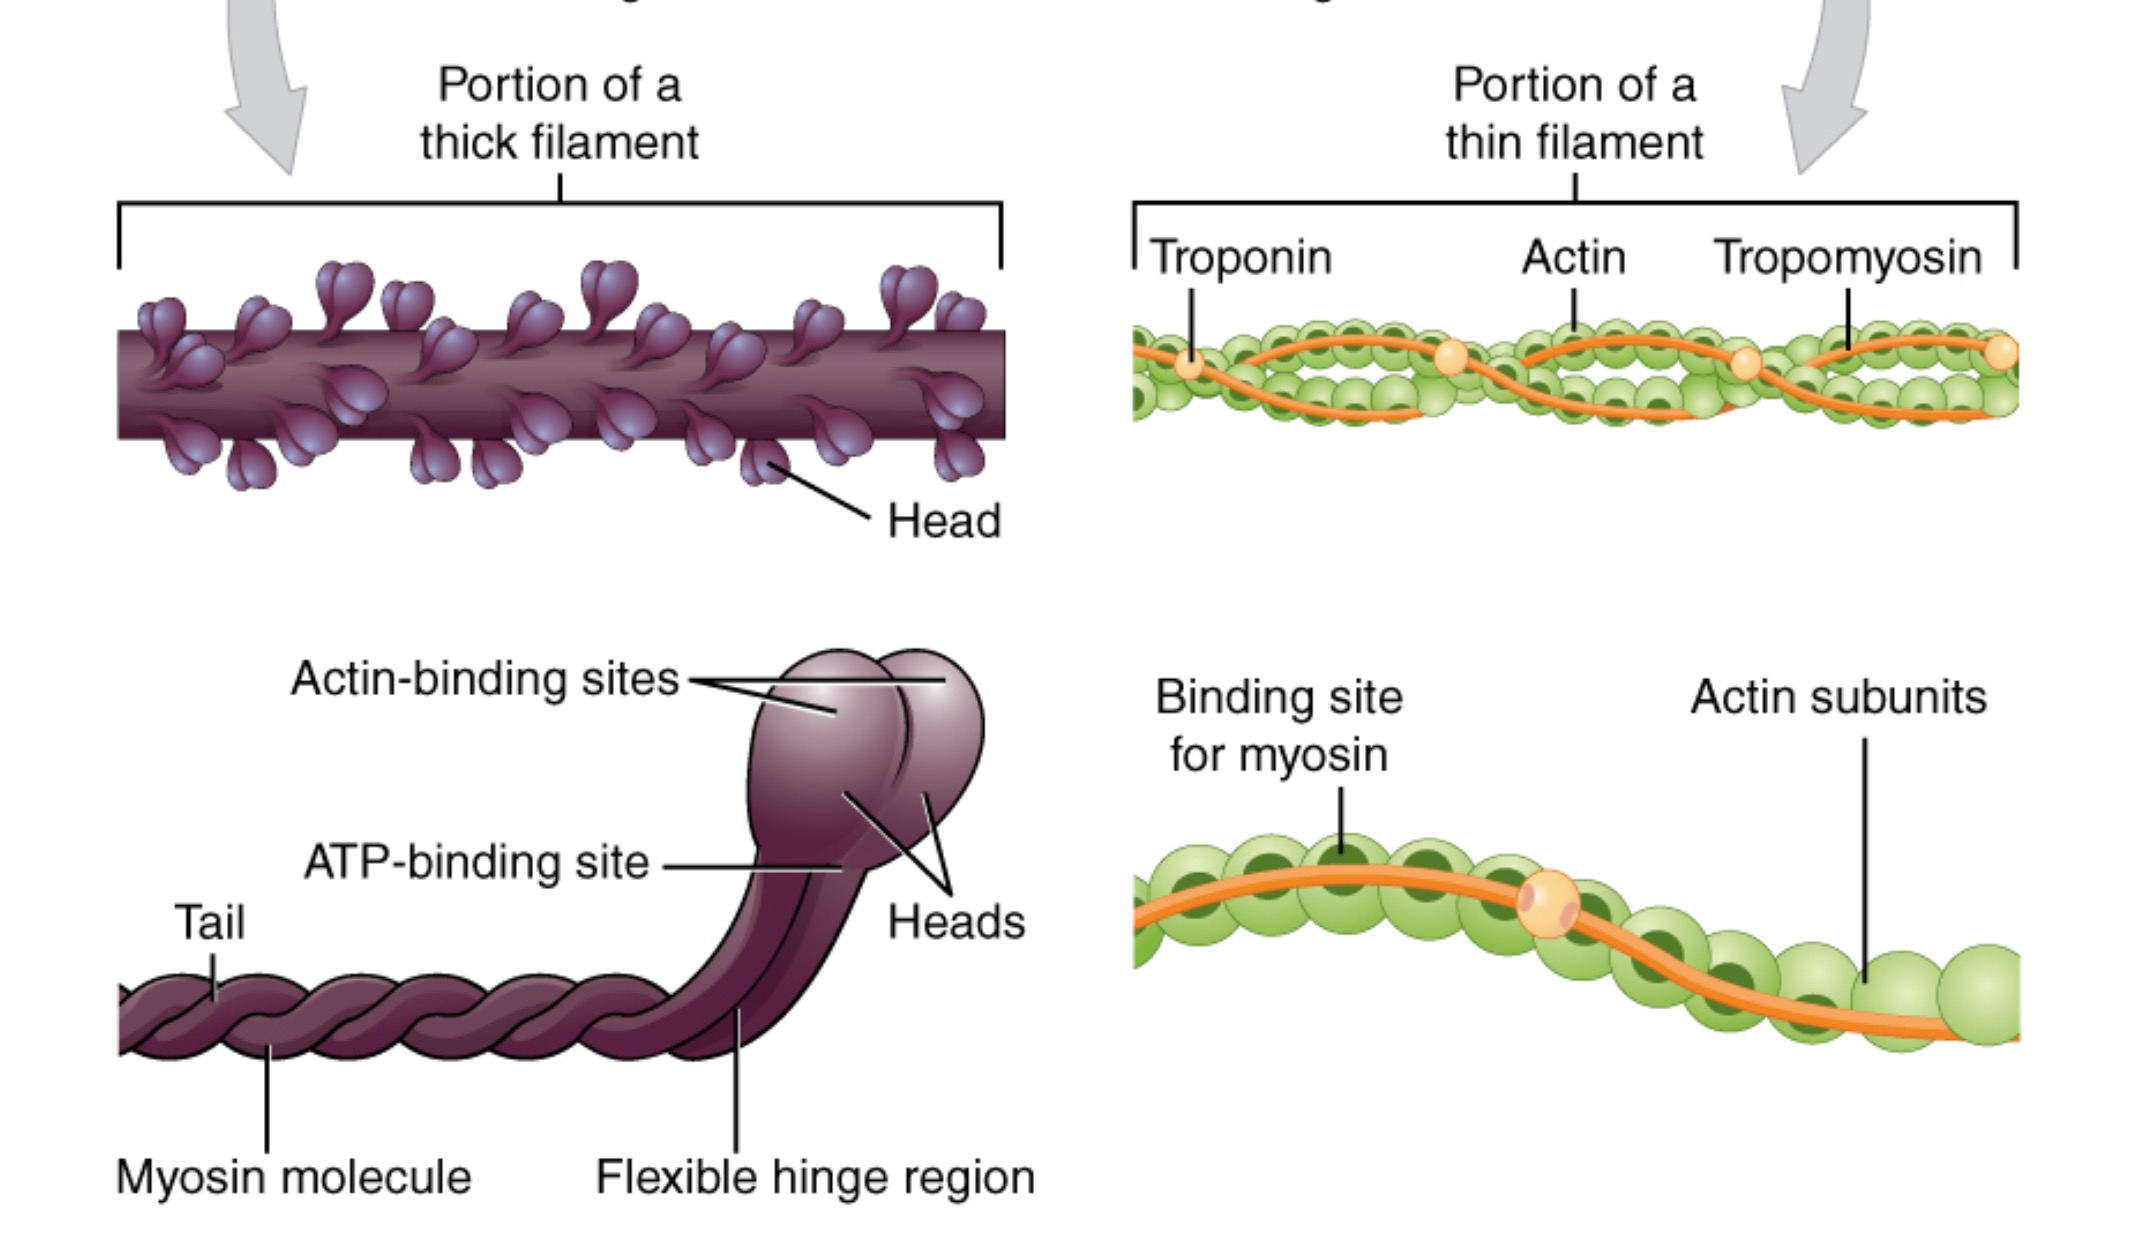 Portion of a
thick filament
Head
Portion of a
thin filament
Troponin
Actin
Tropomyosin
Actin-binding sites
ATP-binding site
Tail
Heads
Myosin molecule
Flexible hinge region
Binding site
for myosin
Actin subunits